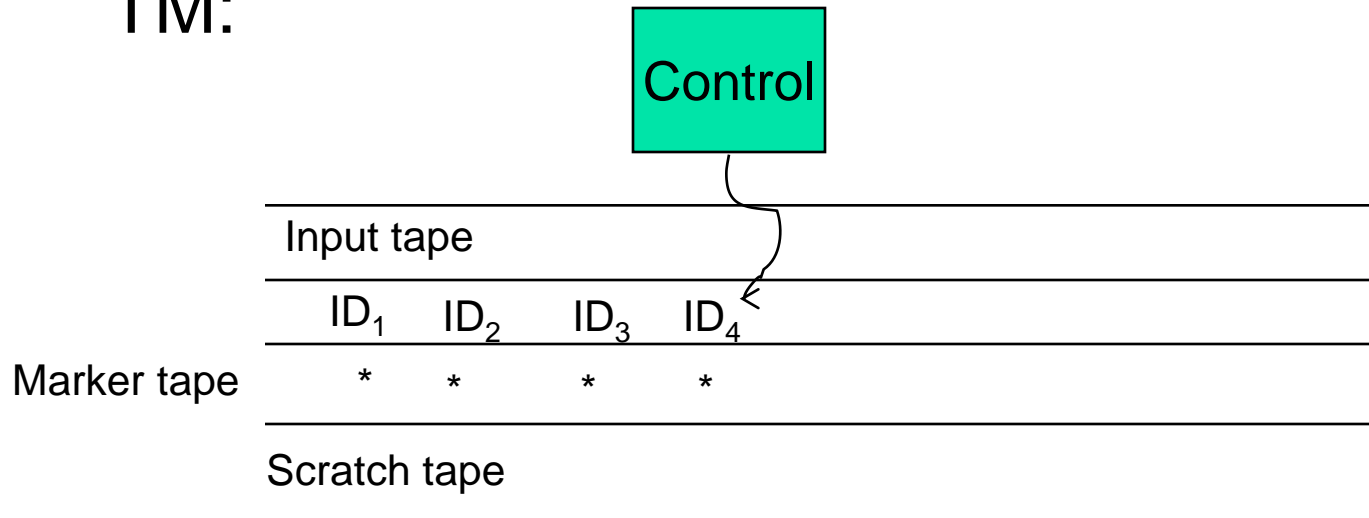 TM:
Control
Input tape
ID₁ ID₂ ID₃ ID₄
Marker tape * * * *
Scratch tape